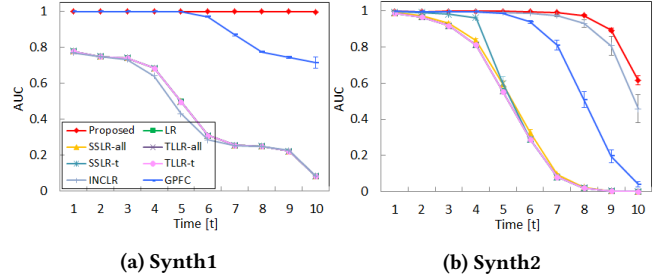 1
0.8
0.6
0.4
0.2
0
AUC
Proposed LR
SSLR-all TLLR-all
SSLR-t TLLR-t
INCLR GPFC
1 2 3 4 5 6 7 8 9 10
Time [t]
(a) Synth1
1
0.8
0.6
0.4
0.2
0
AUC
1 2 3 4 5 6 7 8 9 10
Time [t]
(b) Synth2